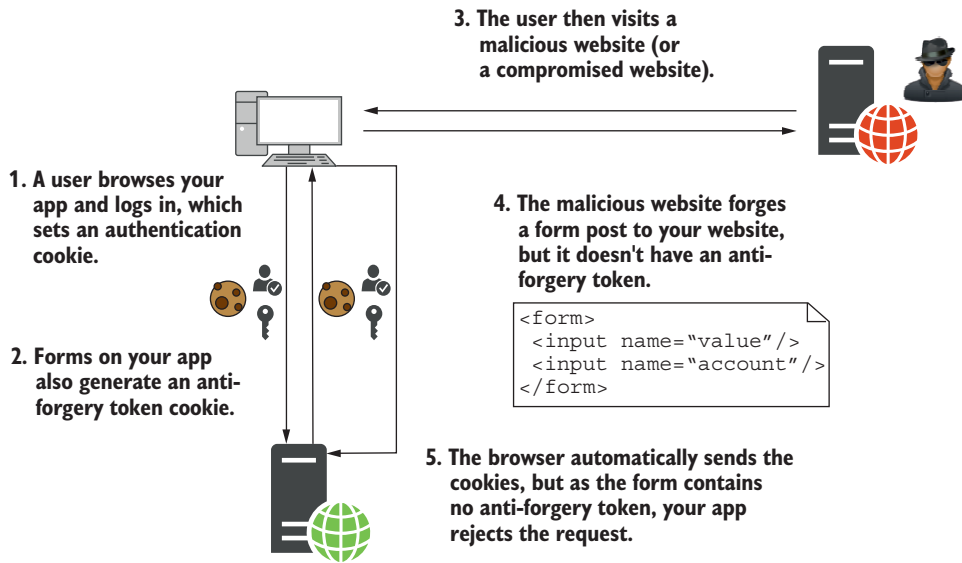 3. The user then visits a
malicious website (or
a compromised website).
1. A user browses your
app and logs in, which
sets an authentication
cookie.
2. Forms on your app
also generate an anti-
forgery token cookie.
4. The malicious website forges
a form post to your website,
but it doesn't have an anti-
forgery token.
<form>
<input name="value"/>
<input name="account"/>
</form>
5. The browser automatically sends the
cookies, but as the form contains
no anti-forgery token, your app
rejects the request.